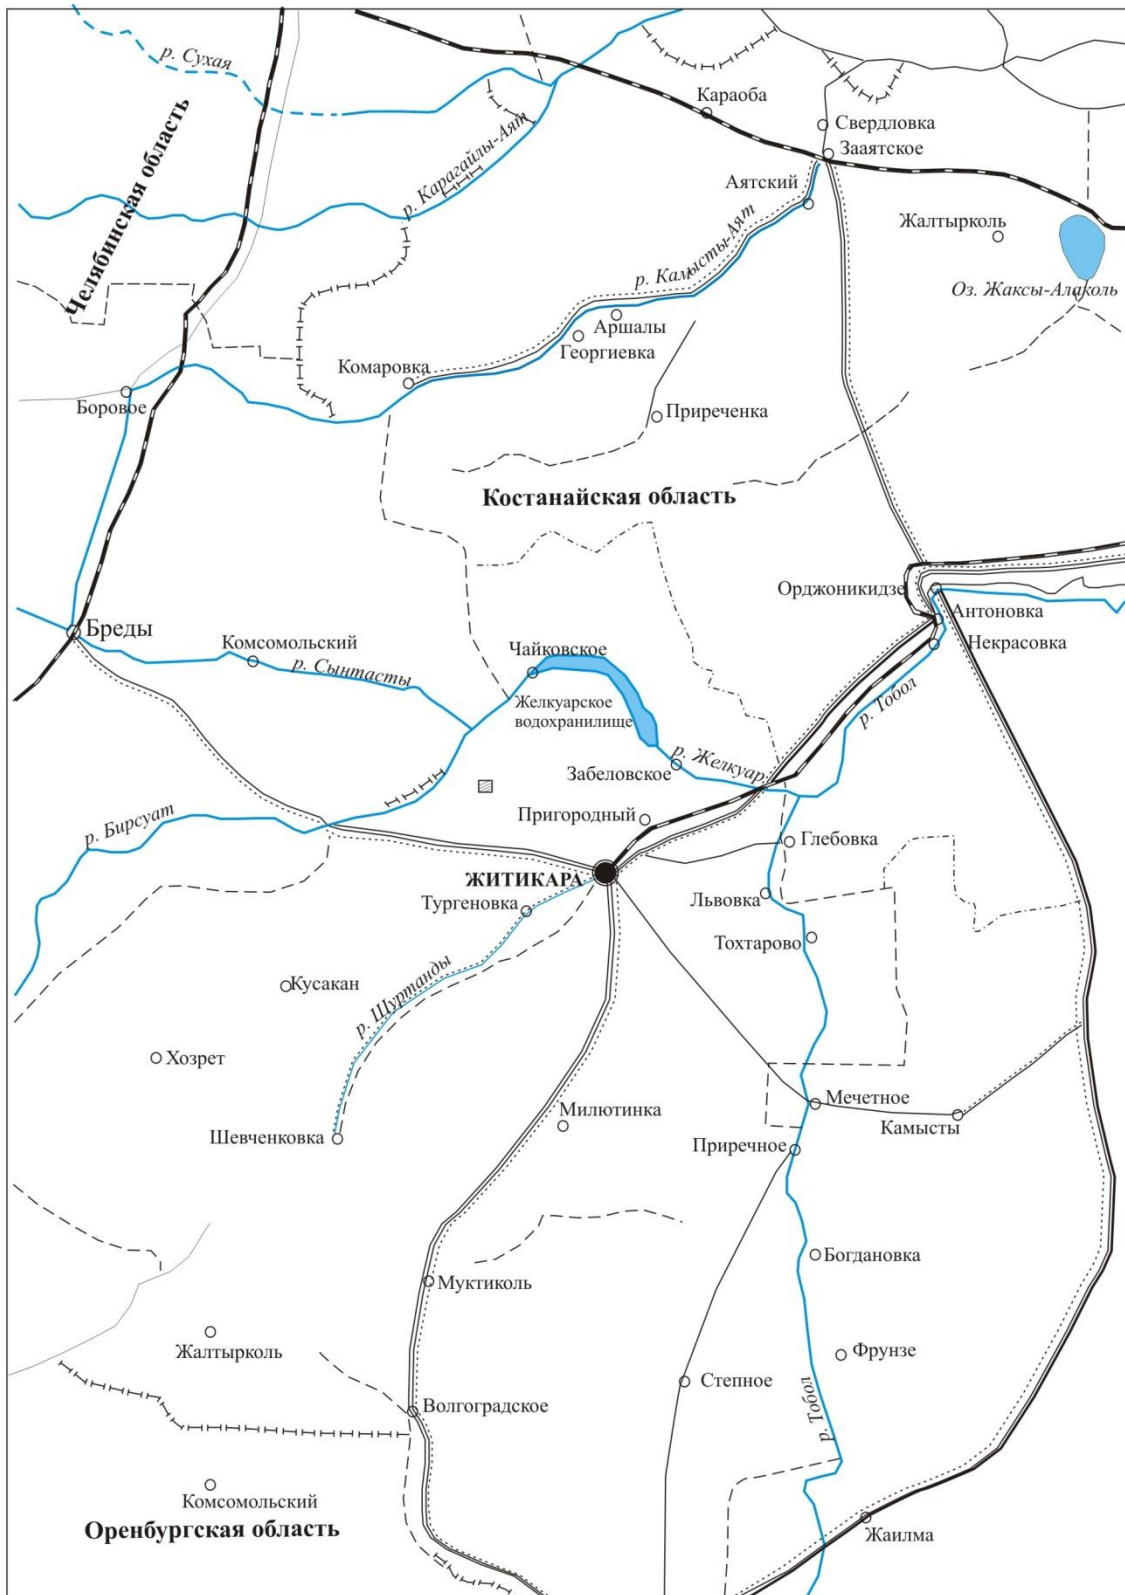 р. Сухая
Караоба
Свердловка
Зааятское
р. Карагайлы-Аят
Челябинская область
Аятский
Жалтырколь
р. Камысты-Аят
Оз. Жаксы-Алаколь
Аршалы
Георгиевка
Комаровка
Боровое
Приреченка
Костанайская область
Орджоникидзе
Антоновка
Бреды
Комсомольский
Чайковское
Некрасовка
р. Сынтасты
Желкуарское
водохранилище
р. Тобол
р. Желкуар
Забеловское
р. Бирсуат
Пригородный
Глебовка
ЖИТИКАРА
Тургеновка
Львовка
Тохтарово
Кусакан
р. Шуртанды
Хозрет
Мечетное
Милютинка
Камысты
Шевченковка
Приречное
Богдановка
Муктиколь
Жалтырколь
Фрунзе
Степное
Волгоградское
р. Тобол
Комсомольский
Оренбургская область
Жаилма